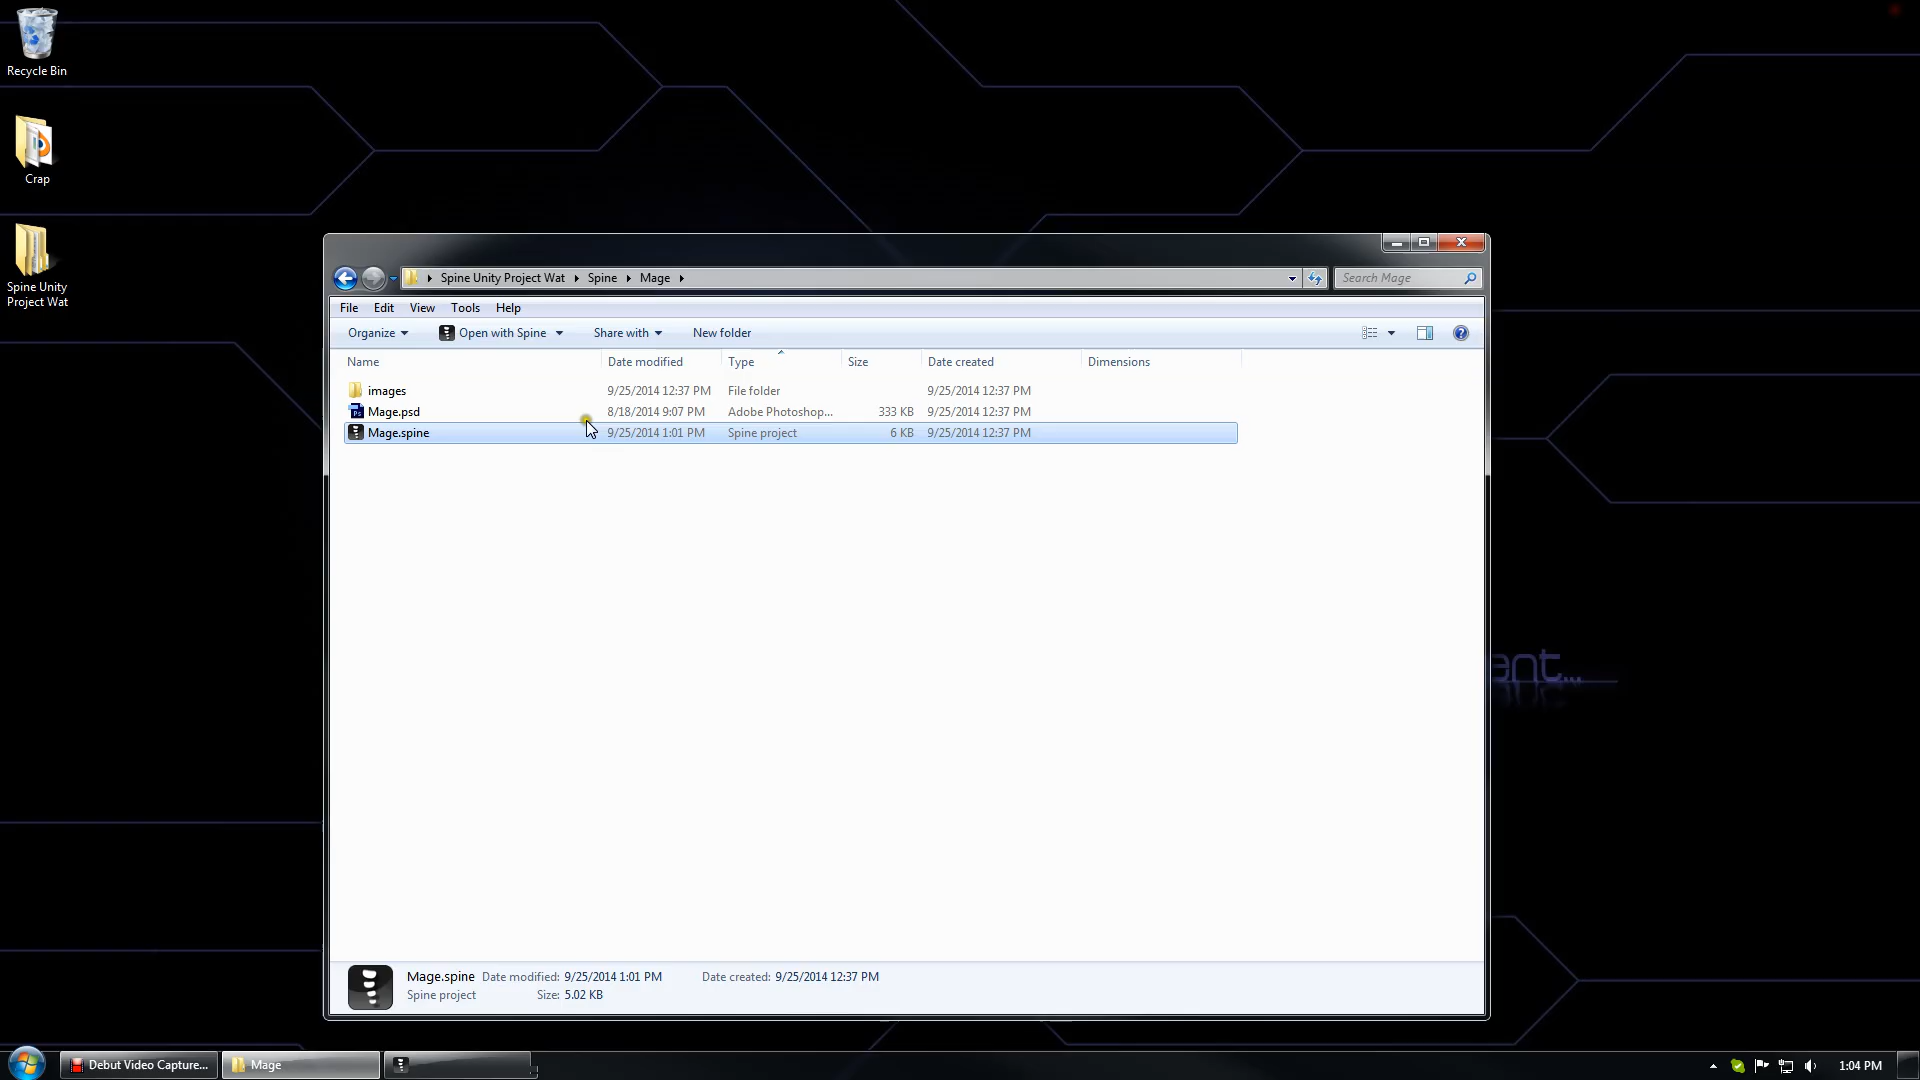 Recycle Bin
Crap
Spine Unity
Project Wat
Spine Unity Project Wat Spine Mage
Search Mage
File Edit View Tools Help
Organize Open with Spine Share with New folder
Name Date modified Type Size Date created Dimensions
images 9/25/2014 12:37 PM File folder 9/25/2014 12:37 PM
Mage.psd 8/18/2014 9:07 PM Adobe Photoshop... 333 KB 9/25/2014 12:37 PM
Mage.spine 9/25/2014 1:01 PM Spine project 6 KB 9/25/2014 12:37 PM
ant...
Mage.spine Date modified: 9/25/2014 1:01 PM Date created: 9/25/2014 12:37 PM
Spine project Size: 5.02 KB
Debut Video Capture... Mage 1:04 PM